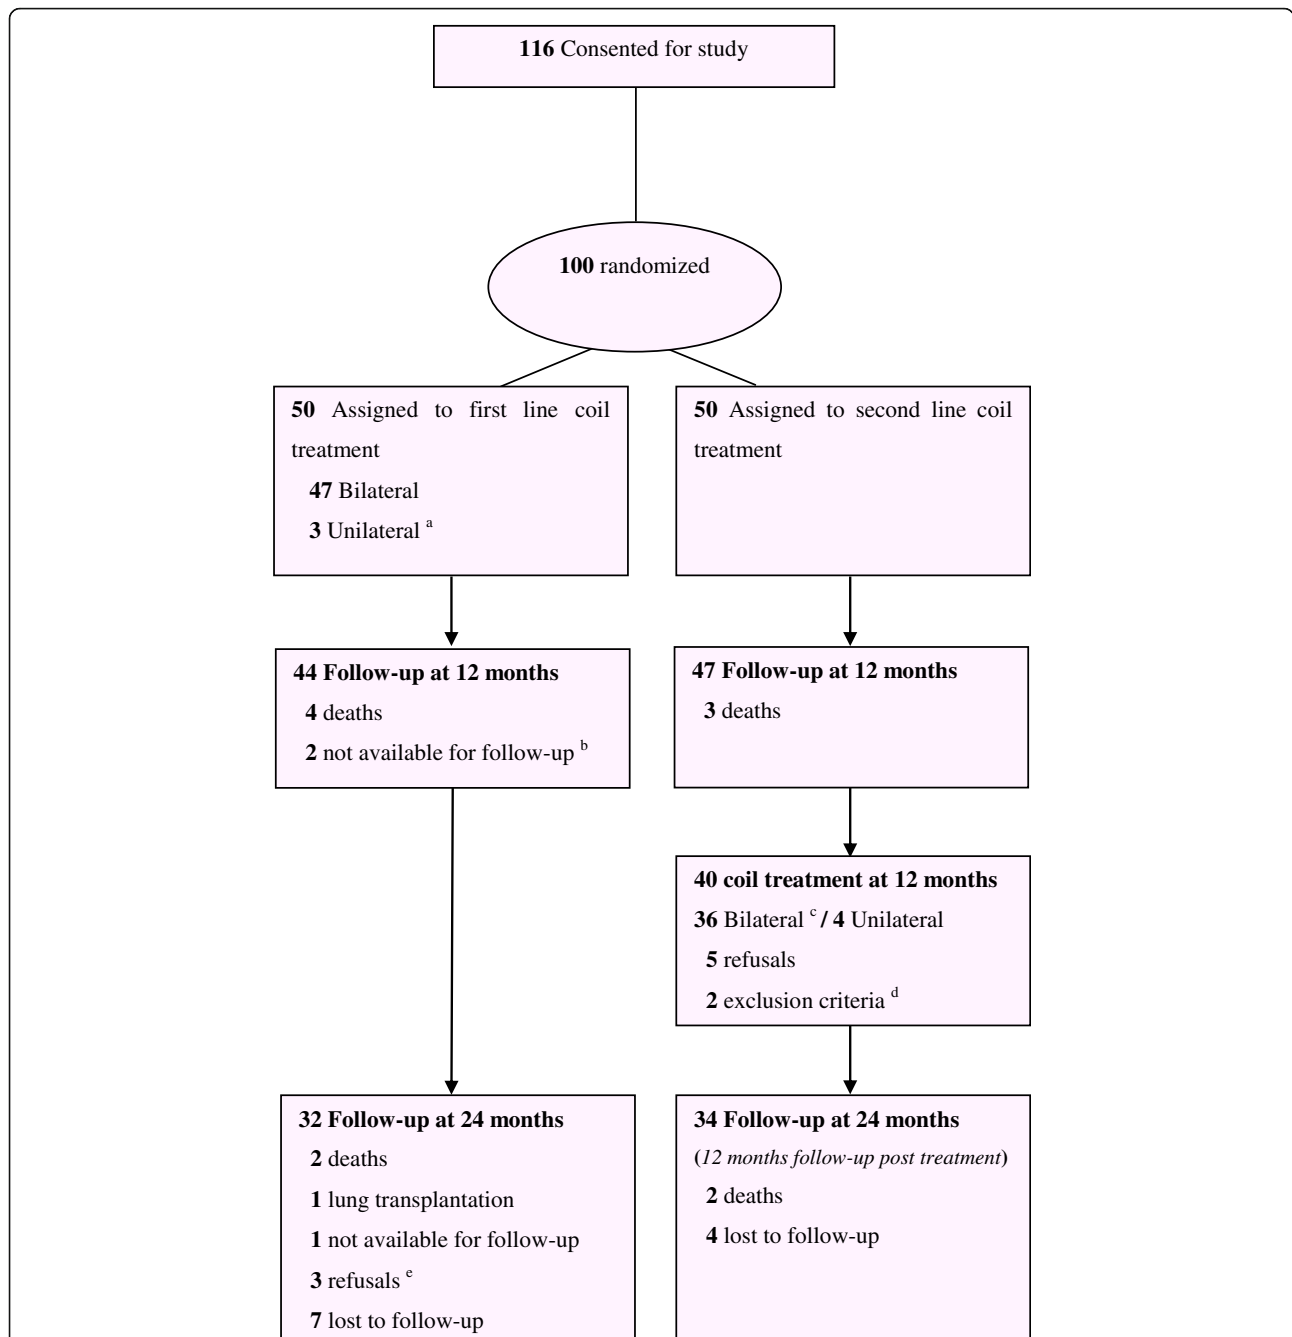 116 Consented for study
100 randomized
50 Assigned to first line coil
treatment
47 Bilateral
3 Unilateral a
50 Assigned to second line coil
treatment
44 Follow-up at 12 months
4 deaths
2 not available for follow-up b
47 Follow-up at 12 months
3 deaths
40 coil treatment at 12 months
36 Bilateral c / 4 Unilateral
5 refusals
2 exclusion criteria d
32 Follow-up at 24 months
2 deaths
1 lung transplantation
1 not available for follow-up
3 refusals e
7 lost to follow-up
34 Follow-up at 24 months
(12 months follow-up post treatment)
2 deaths
4 lost to follow-up